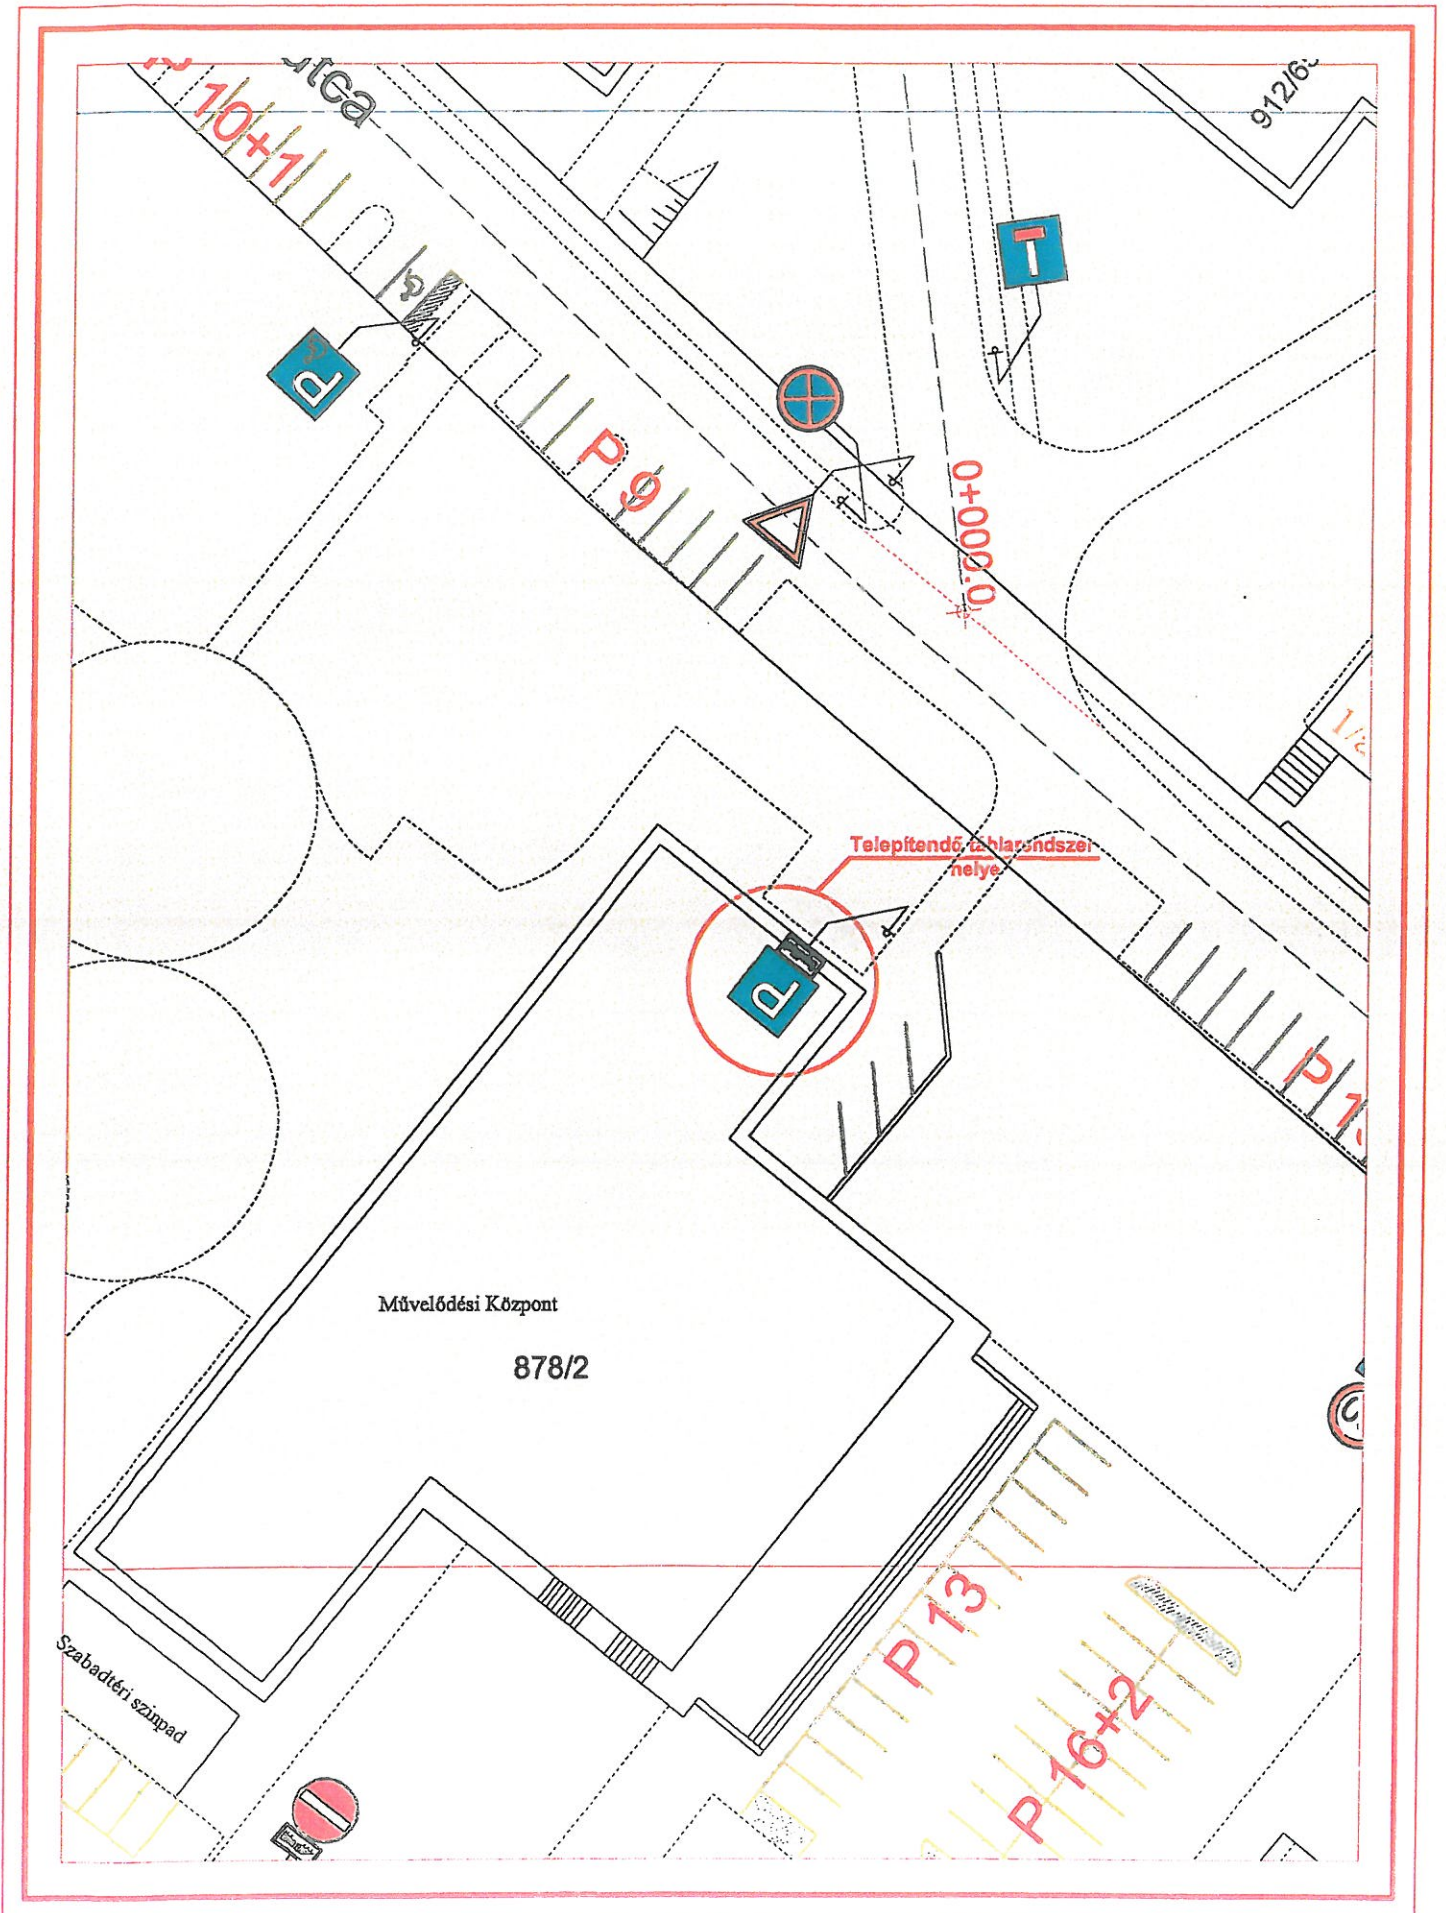 utca
10+1
912/6
P
P 9
0+000.0
Telepítendő táblarendszer
helye
P
P 1
Művelődési Központ
878/2
P 13
P 16+2
Szabadtéri színpad